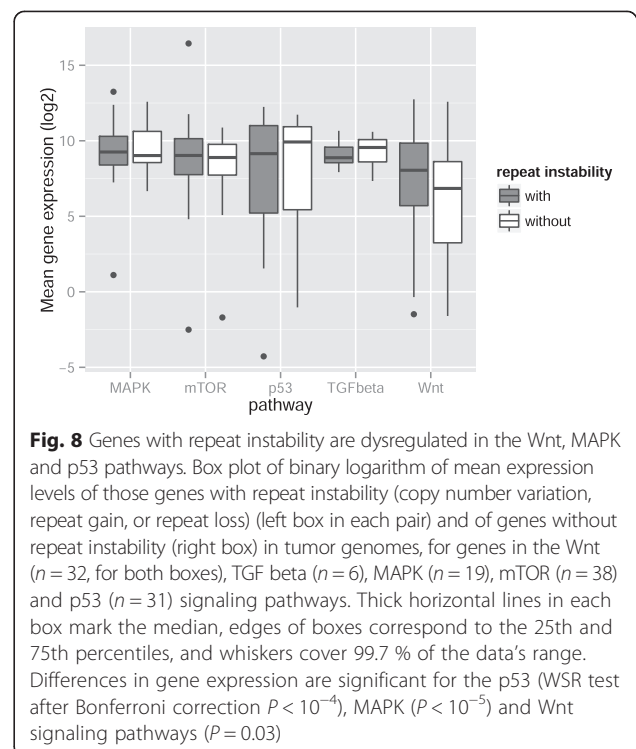 Mean gene expression (log2)
15
10
5
0
−5
MAPK mTOR p53 TGFbeta Wnt
pathway
repeat instability
with
without
Fig. 8 Genes with repeat instability are dysregulated in the Wnt, MAPK
and p53 pathways. Box plot of binary logarithm of mean expression
levels of those genes with repeat instability (copy number variation,
repeat gain, or repeat loss) (left box in each pair) and of genes without
repeat instability (right box) in tumor genomes, for genes in the Wnt
(n = 32, for both boxes), TGF beta (n = 6), MAPK (n = 19), mTOR (n = 38)
and p53 (n = 31) signaling pathways. Thick horizontal lines in each
box mark the median, edges of boxes correspond to the 25th and
75th percentiles, and whiskers cover 99.7 % of the data's range.
Differences in gene expression are significant for the p53 (WSR test
after Bonferroni correction P < 10⁻⁴), MAPK (P < 10⁻⁵) and Wnt
signaling pathways (P = 0.03)